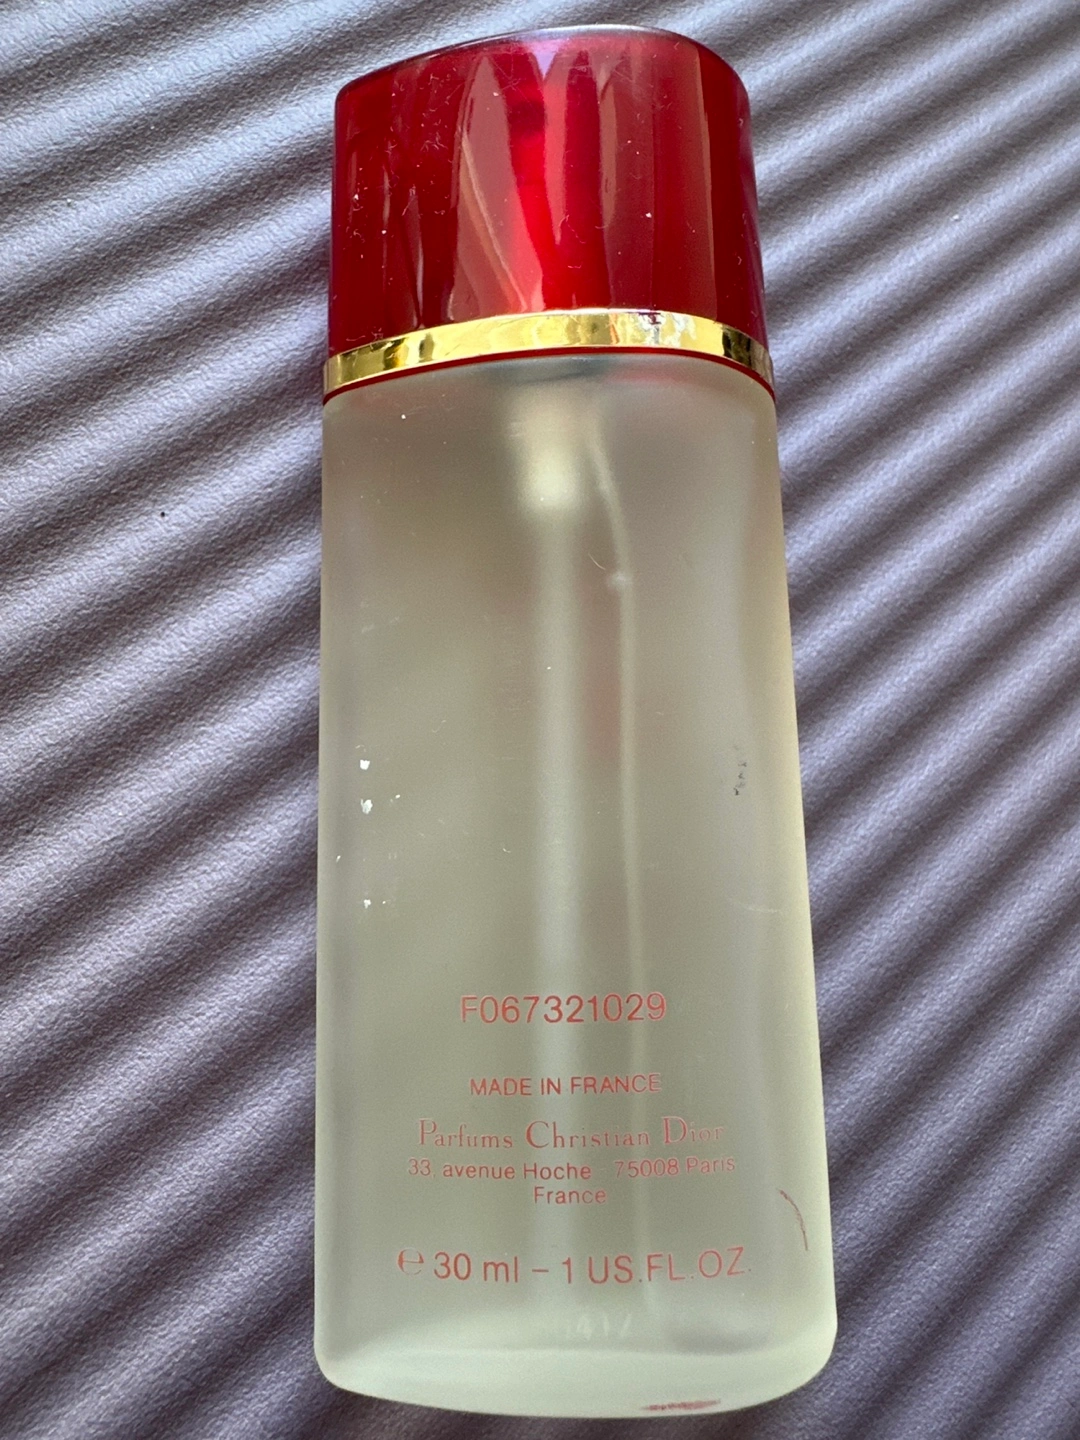 F067321029
MADE IN FRANCE
Parfums Christian Dior
33, avenue Hoche - 75008 Paris
France
℮ 30 ml – 1 US.FL.OZ.